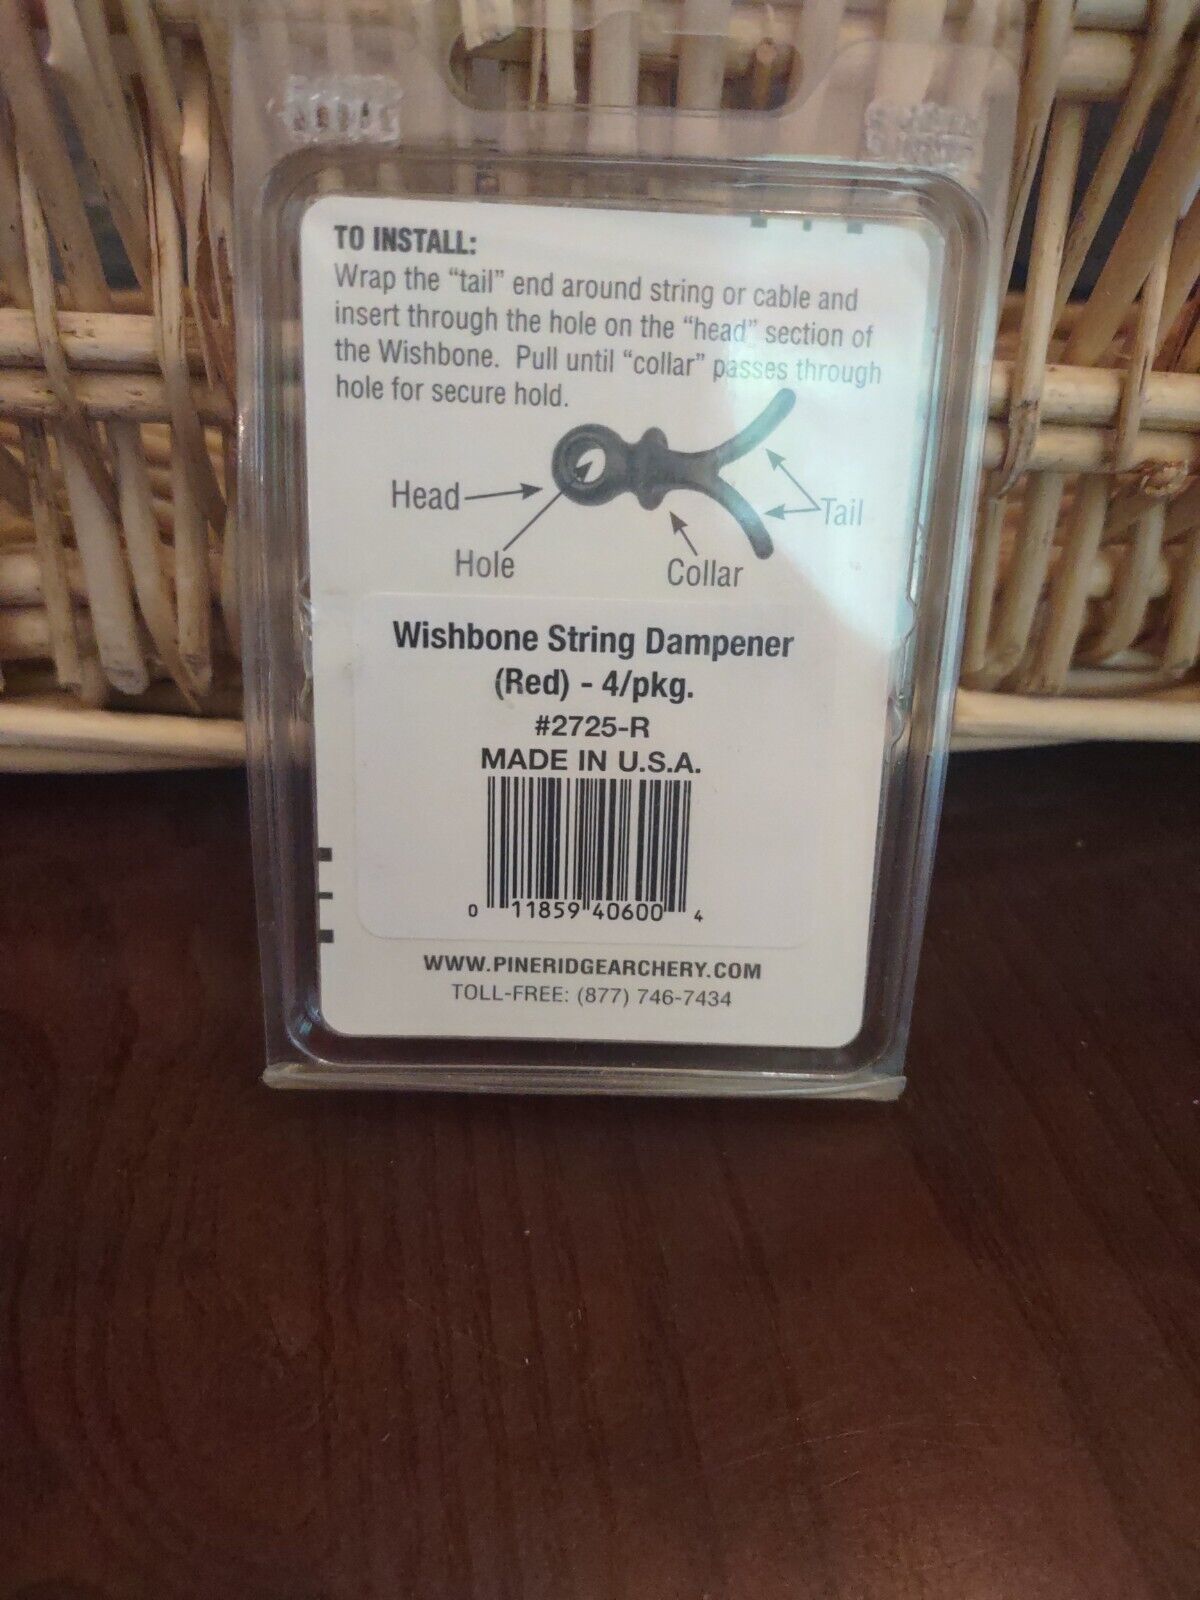 TO INSTALL:
Wrap the “tail” end around string or cable and
insert through the hole on the “head” section of
the Wishbone. Pull until “collar” passes through
hole for secure hold.
Head
Tail
Hole
Collar
Wishbone String Dampener
(Red) - 4/pkg.
#2725-R
MADE IN U.S.A.
0 11859 40600 4
WWW.PINERIDGEARCHERY.COM
TOLL-FREE: (877) 746-7434